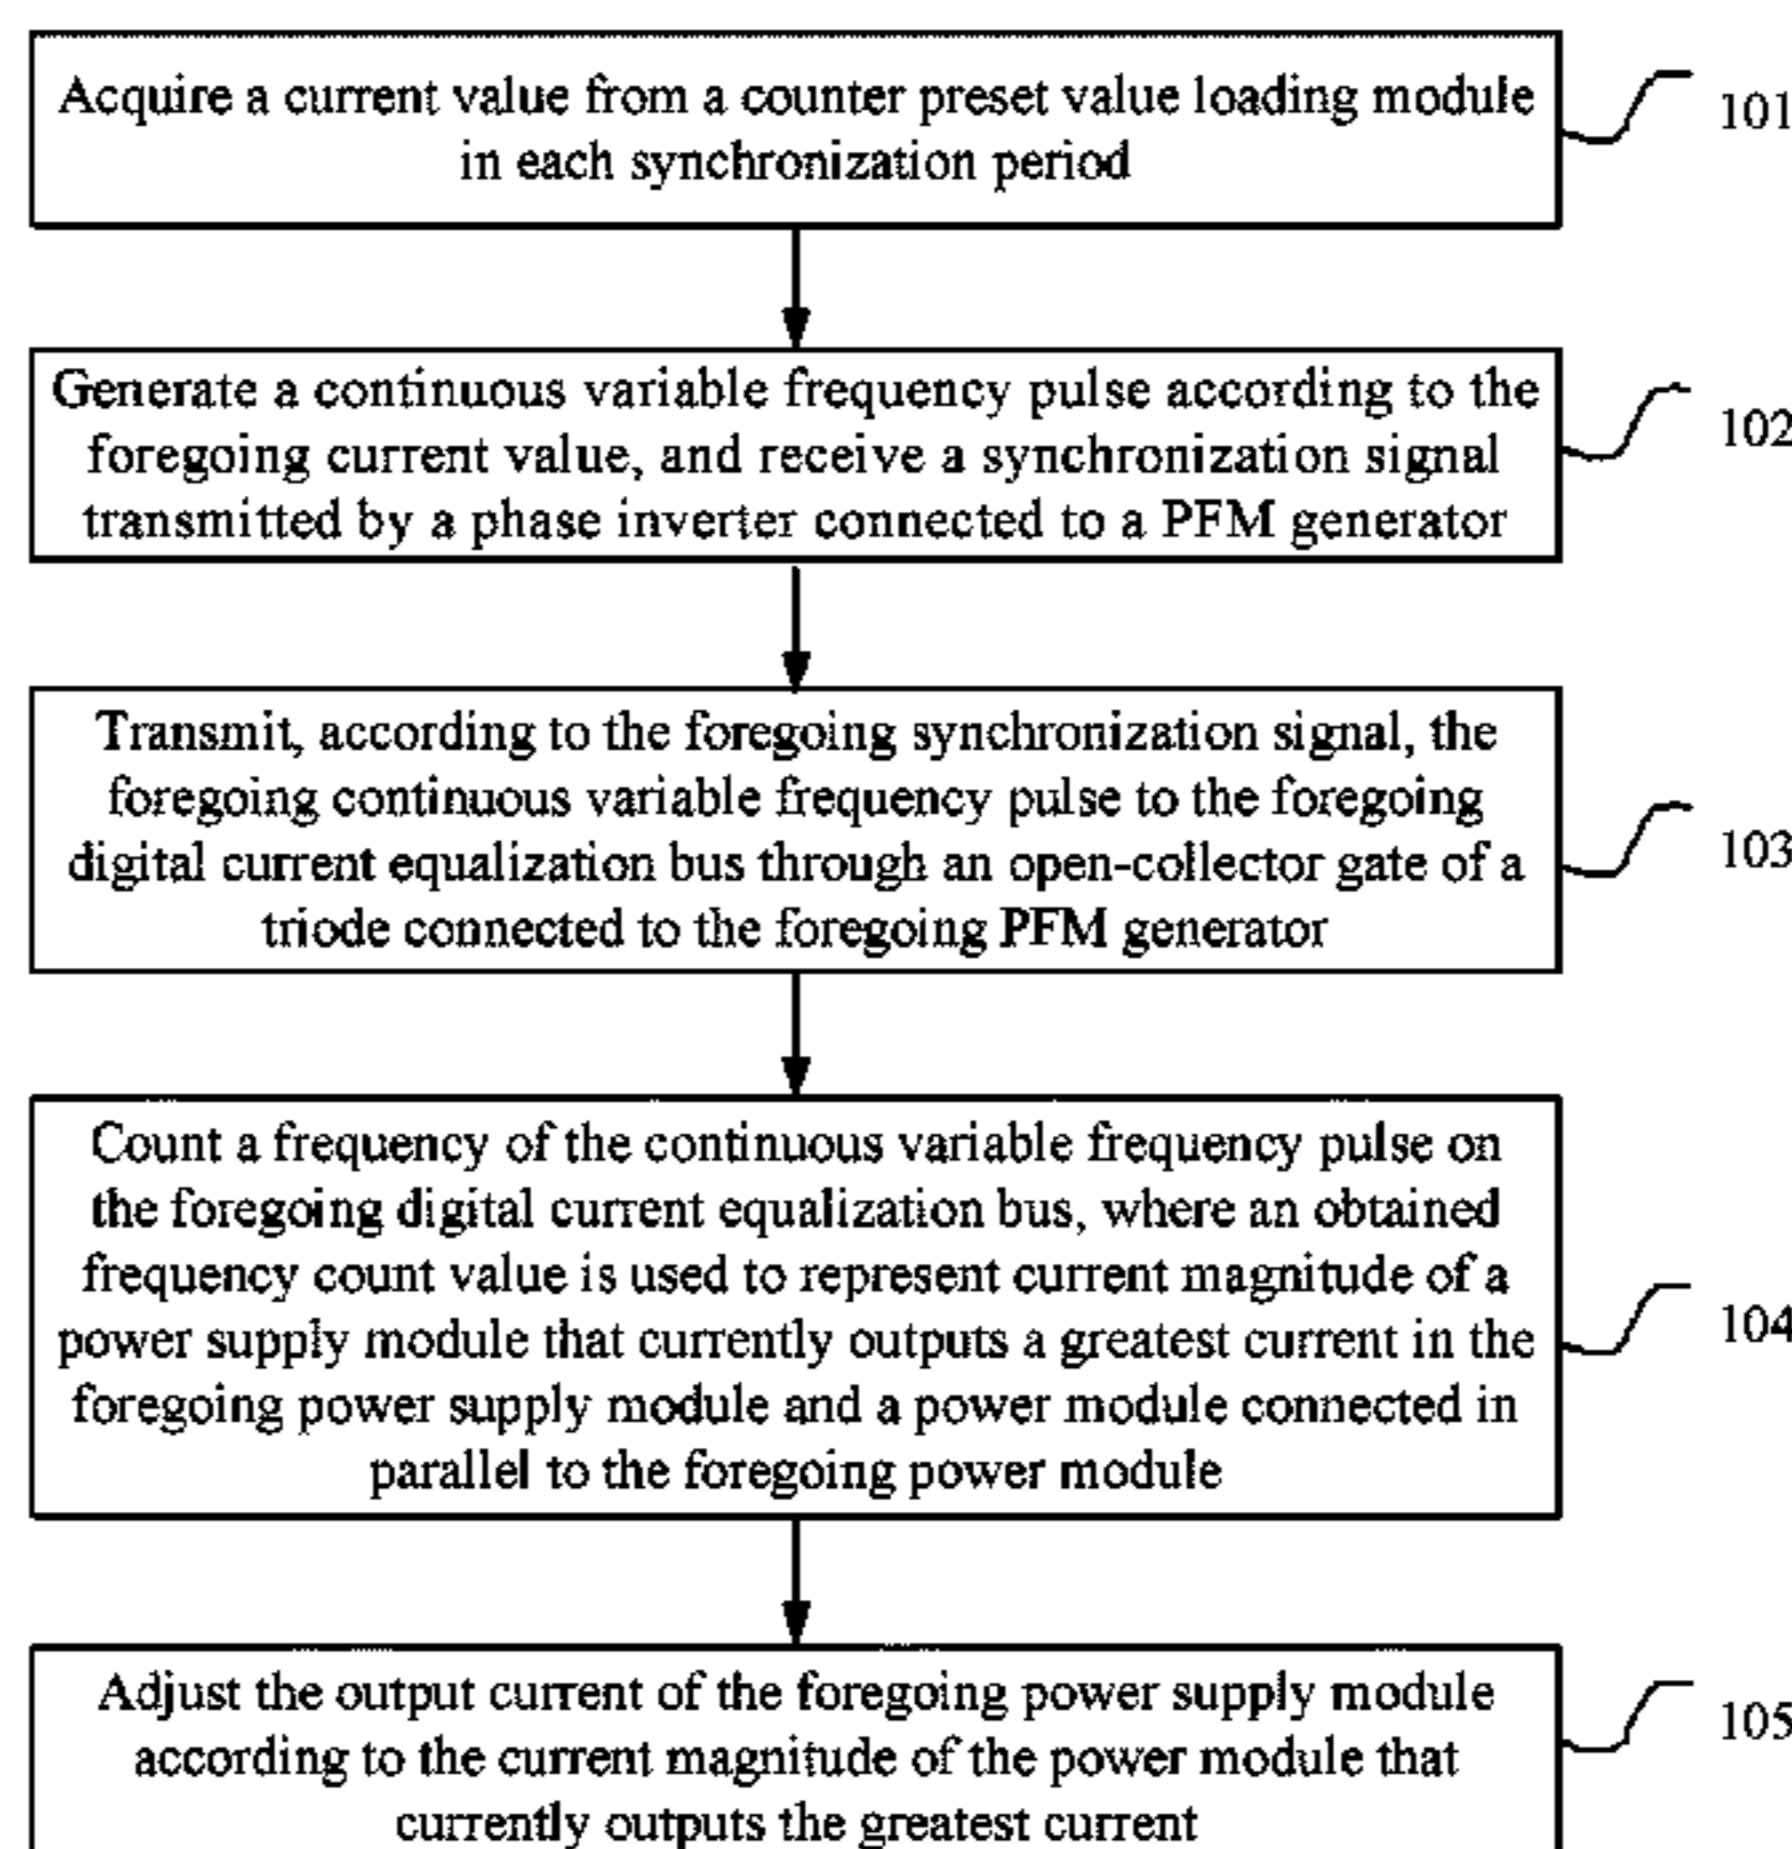 Acquire a current value from a counter preset value loading module
in each synchronization period
101
Generate a continuous variable frequency pulse according to the
foregoing current value, and receive a synchronization signal
transmitted by a phase inverter connected to a PFM generator
102
Transmit, according to the foregoing synchronization signal, the
foregoing continuous variable frequency pulse to the foregoing
digital current equalization bus through an open-collector gate of a
triode connected to the foregoing PFM generator
103
Count a frequency of the continuous variable frequency pulse on
the foregoing digital current equalization bus, where an obtained
frequency count value is used to represent current magnitude of a
power supply module that currently outputs a greatest current in the
foregoing power supply module and a power module connected in
parallel to the foregoing power module
104
Adjust the output current of the foregoing power supply module
according to the current magnitude of the power module that
currently outputs the greatest current
105